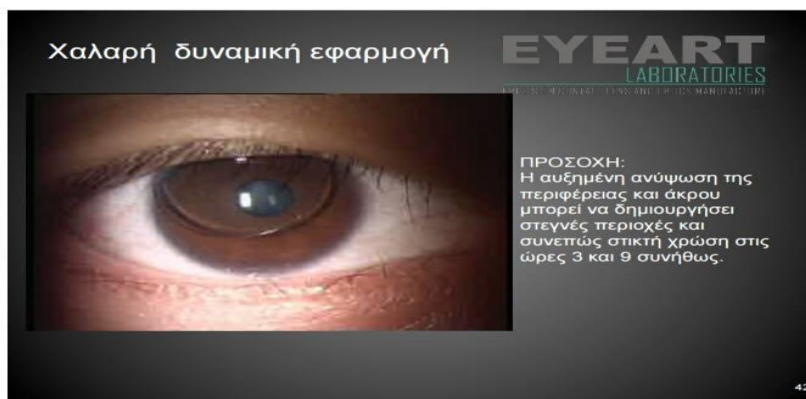 Χαλαρή δυναμική εφαρμογή
EYEART
LABORATORIES
ΠΡΟΣΟΧΗ:
Η αυξημένη ανύψωση της
περιφέρειας και άκρου
μπορεί να δημιουργήσει
στεγνές περιοχές και
συνεπώς στικτή χρώση στις
ώρες 3 και 9 συνήθως.
42